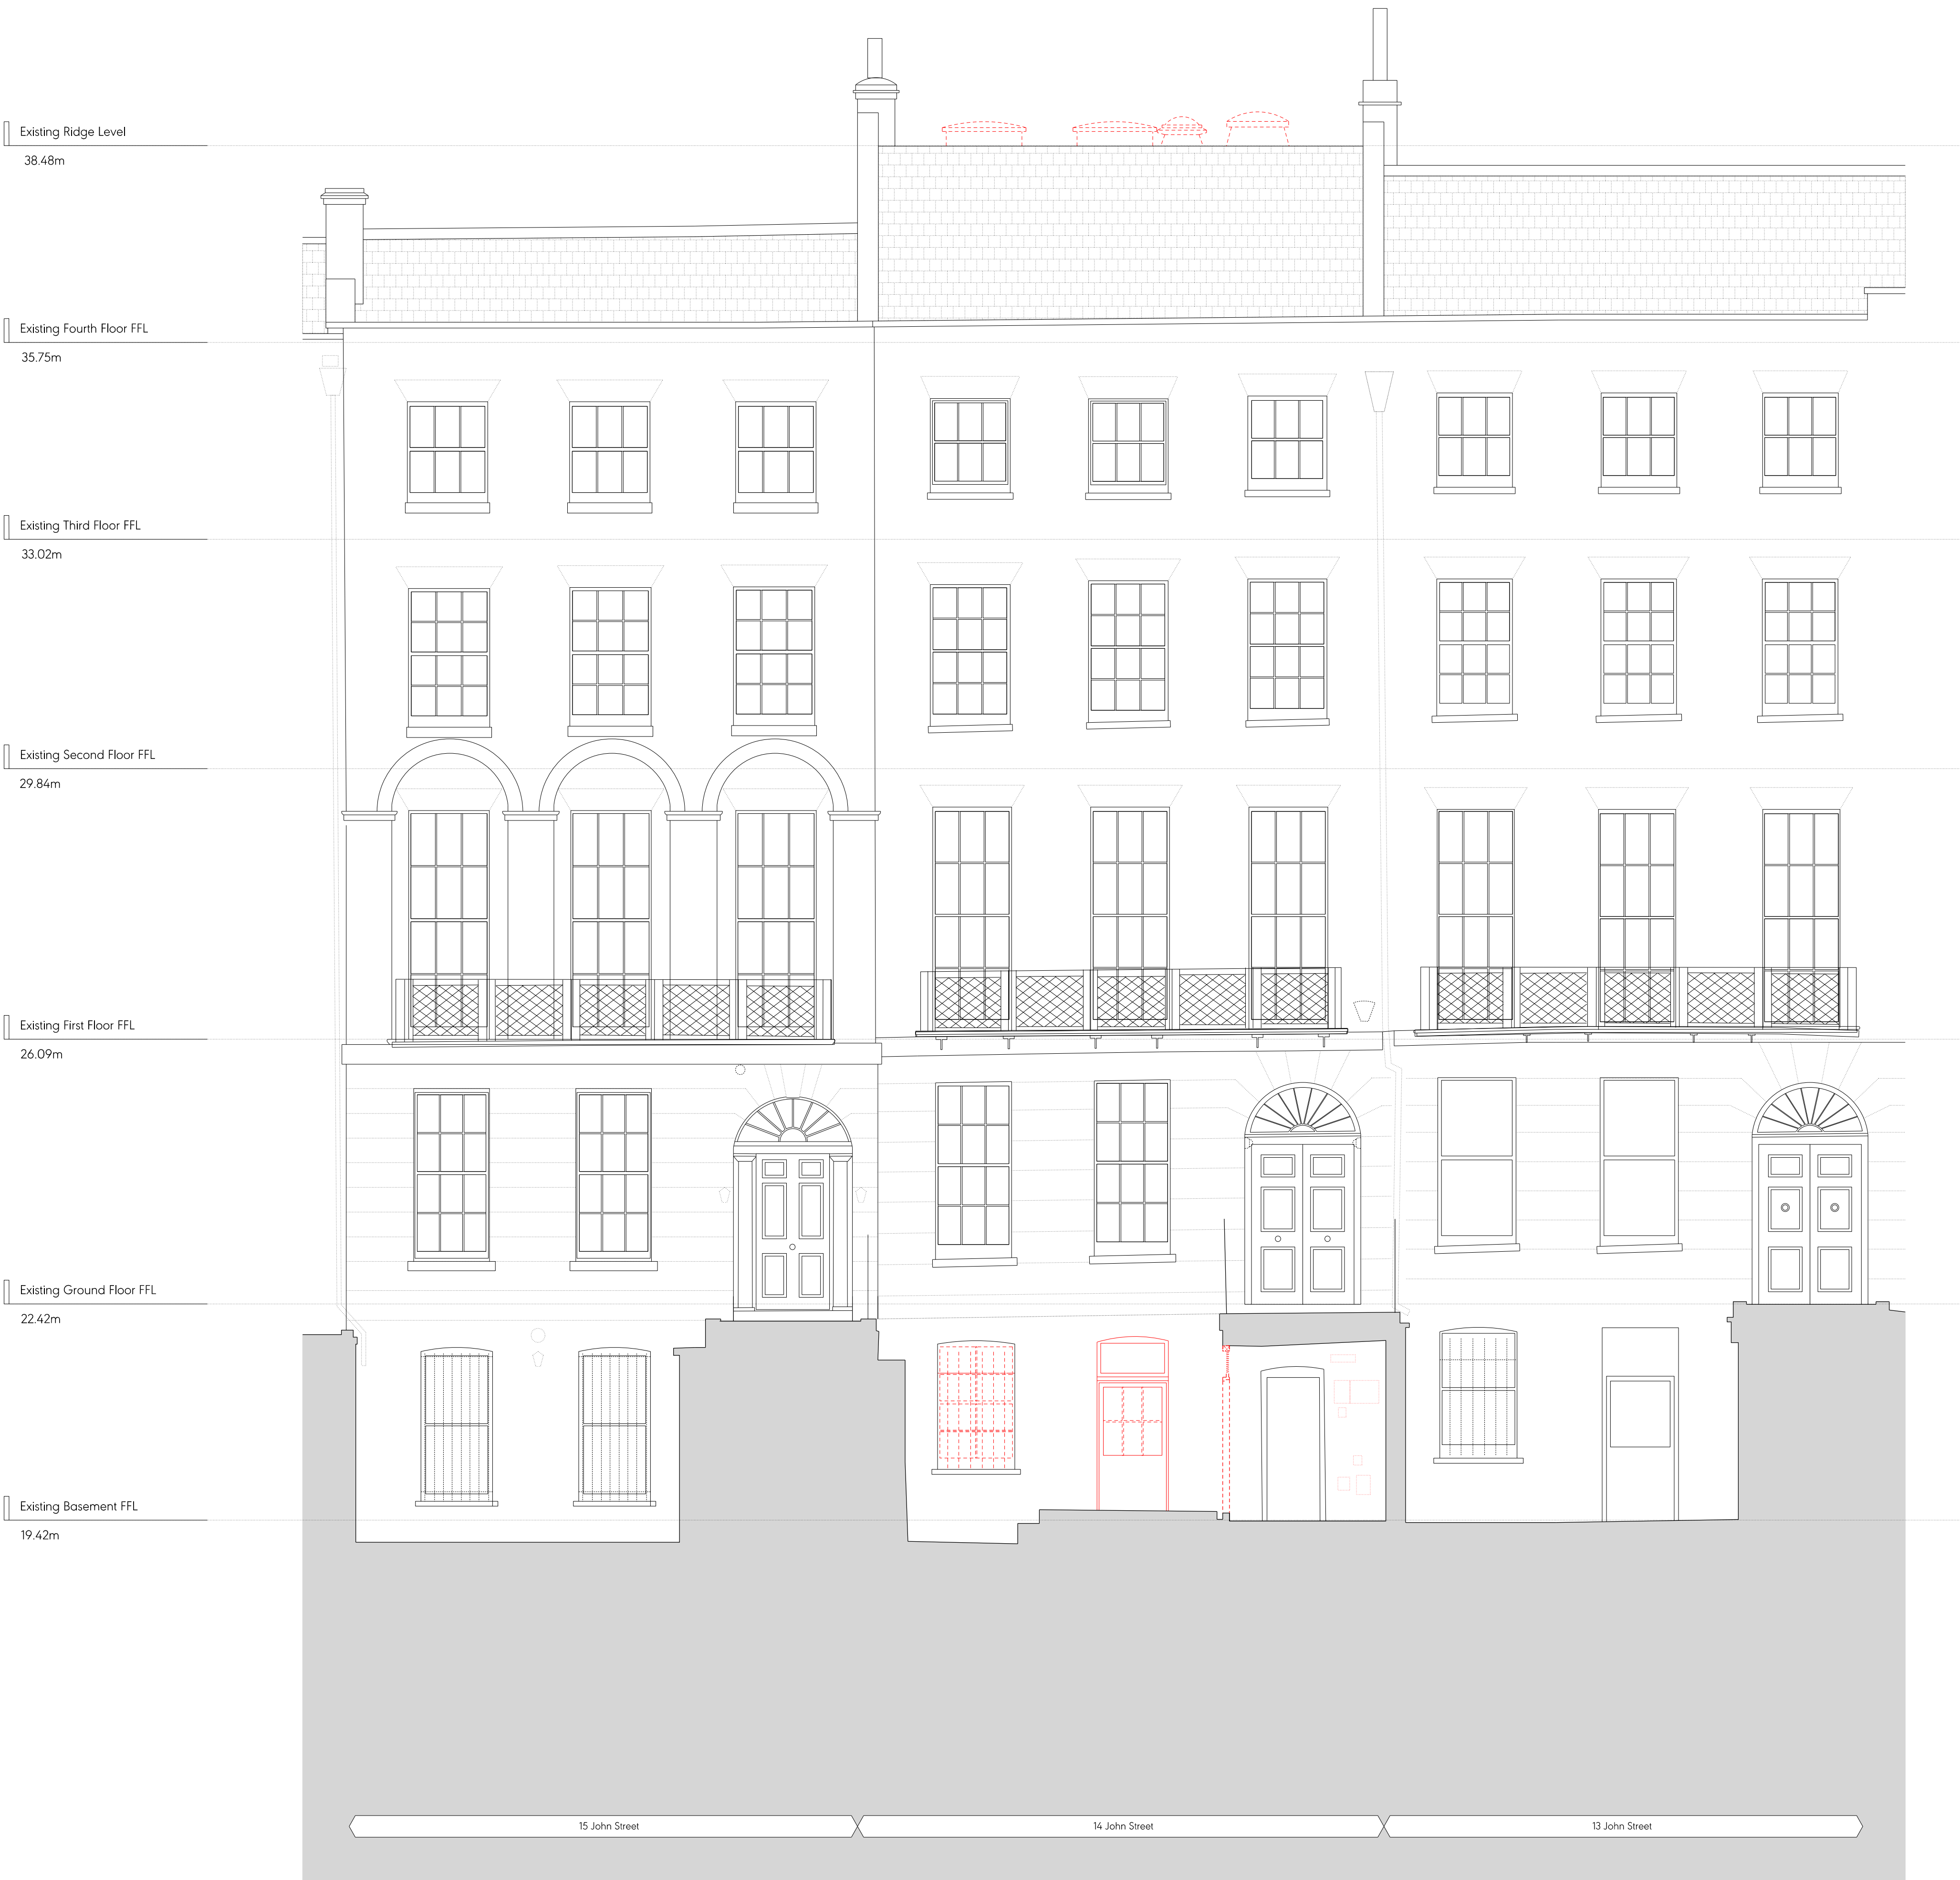 Existing Ridge Level
38.48m
Existing Fourth Floor FFL
35.75m
Existing Third Floor FFL
33.02m
Existing Second Floor FFL
29.84m
Existing First Floor FFL
26.09m
Existing Ground Floor FFL
22.42m
Existing Basement FFL
19.42m
15 John Street
14 John Street
13 John Street